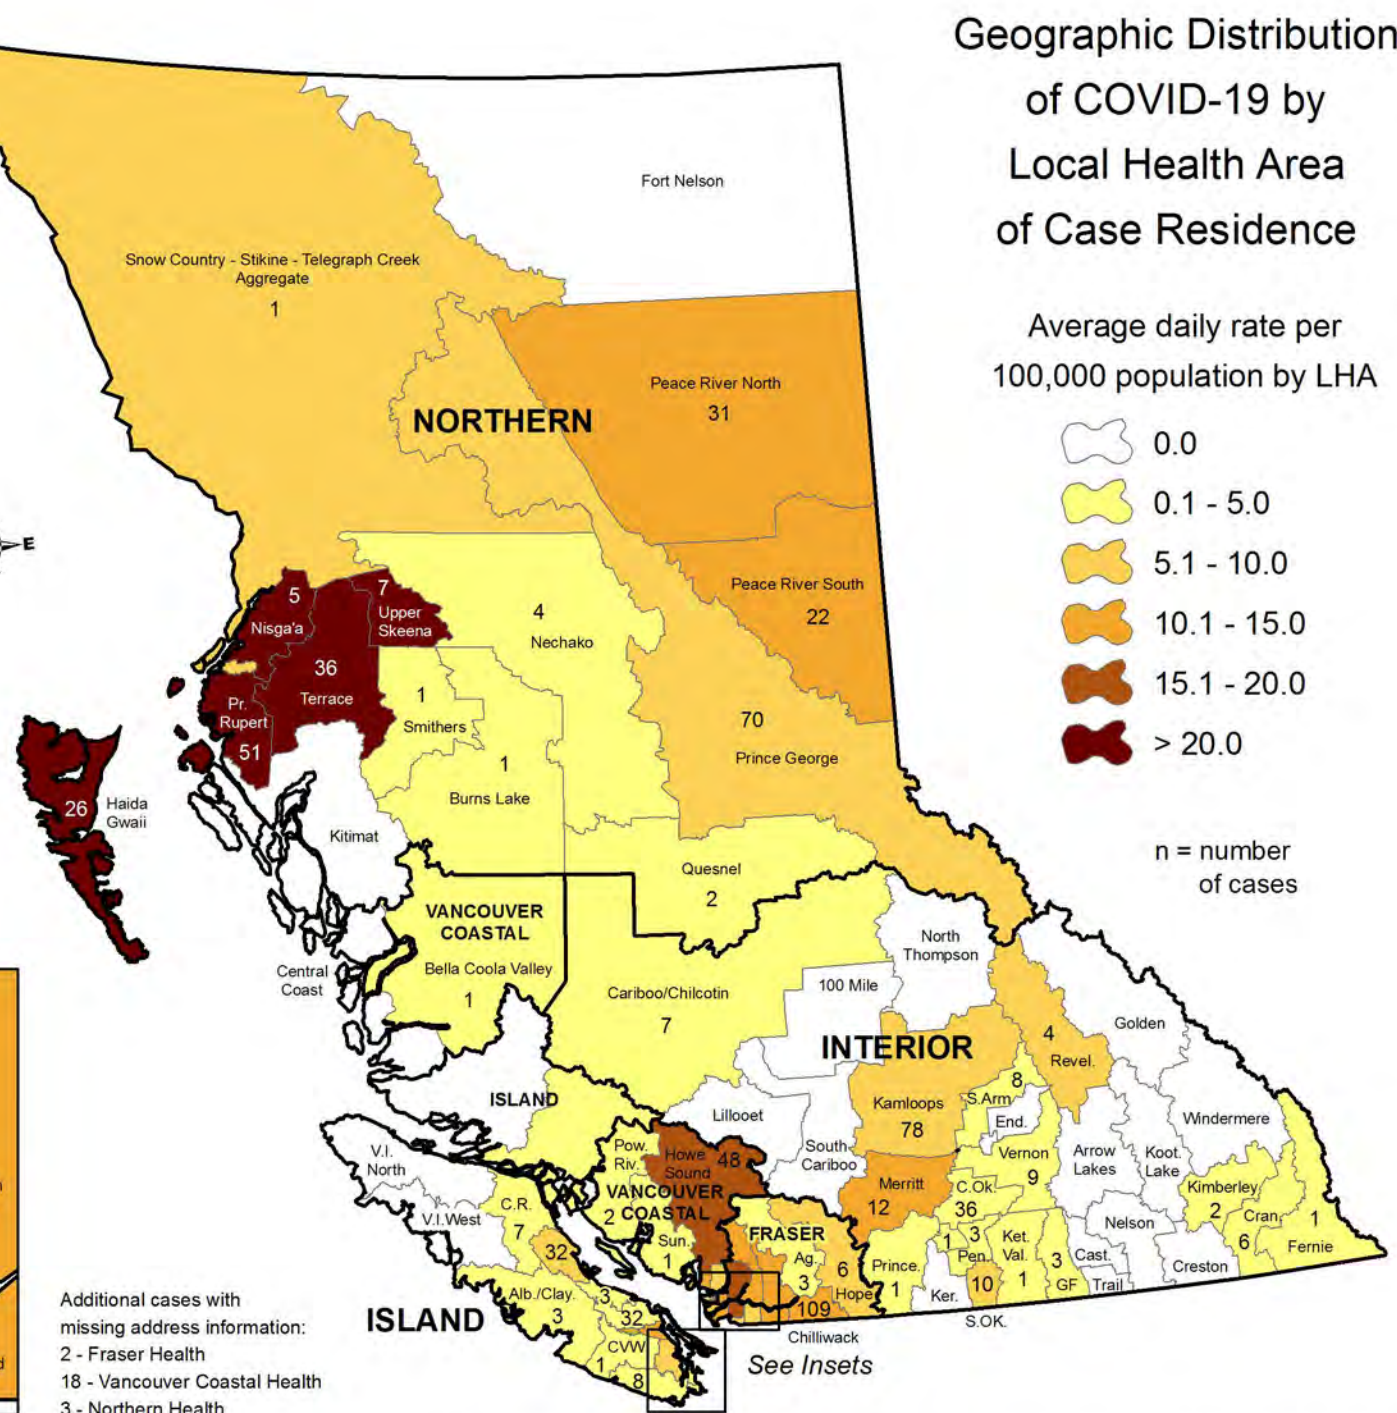 Geographic Distribution
of COVID-19 by
Local Health Area
of Case Residence
Average daily rate per
100,000 population by LHA
0.0
0.1 - 5.0
5.1 - 10.0
10.1 - 15.0
15.1 - 20.0
> 20.0
n = number
of cases
Fort Nelson
Snow Country - Stikine - Telegraph Creek
Aggregate
1
Peace River North
31
NORTHERN
E
Peace River South
22
5
Nisga'a
7
Upper
Skeena
4
Nechako
36
Terrace
1
Smithers
Pr.
Rupert
51
70
Prince George
1
Burns Lake
26
Haida
Gwaii
Kitimat
Quesnel
2
VANCOUVER
COASTAL
Bella Coola Valley
1
Central
Coast
North
Thompson
100 Mile
Cariboo/Chilcotin
7
INTERIOR
4
Revel.
Golden
ISLAND
Lillooet
Kamloops
78
8
S.Arm
End.
Windermere
V.I.
North
Pow.
Riv.
Howe
Sound
48
South
Cariboo
Vernon
9
Arrow
Lakes
Koot.
Lake
VANCOUVER
COASTAL
2
Merritt
12
C.Ok.
36
Kimberley
2
C.R.
7
V.I.West
Sun.
1
FRASER
Ag.
3
6
Hope
1
3
Pen.
Ket.
Val.
1
Nelson
Cran.
6
1
Fernie
32
Prince.
1
Ker.
10
3
GF
Cast.
Trail
Creston
Alb./Clay.
3
3
32
109
Chilliwack
S.OK.
ISLAND
CVW
1
8
See Insets
Additional cases with
missing address information:
2 - Fraser Health
18 - Vancouver Coastal Health
3 - Northern Health